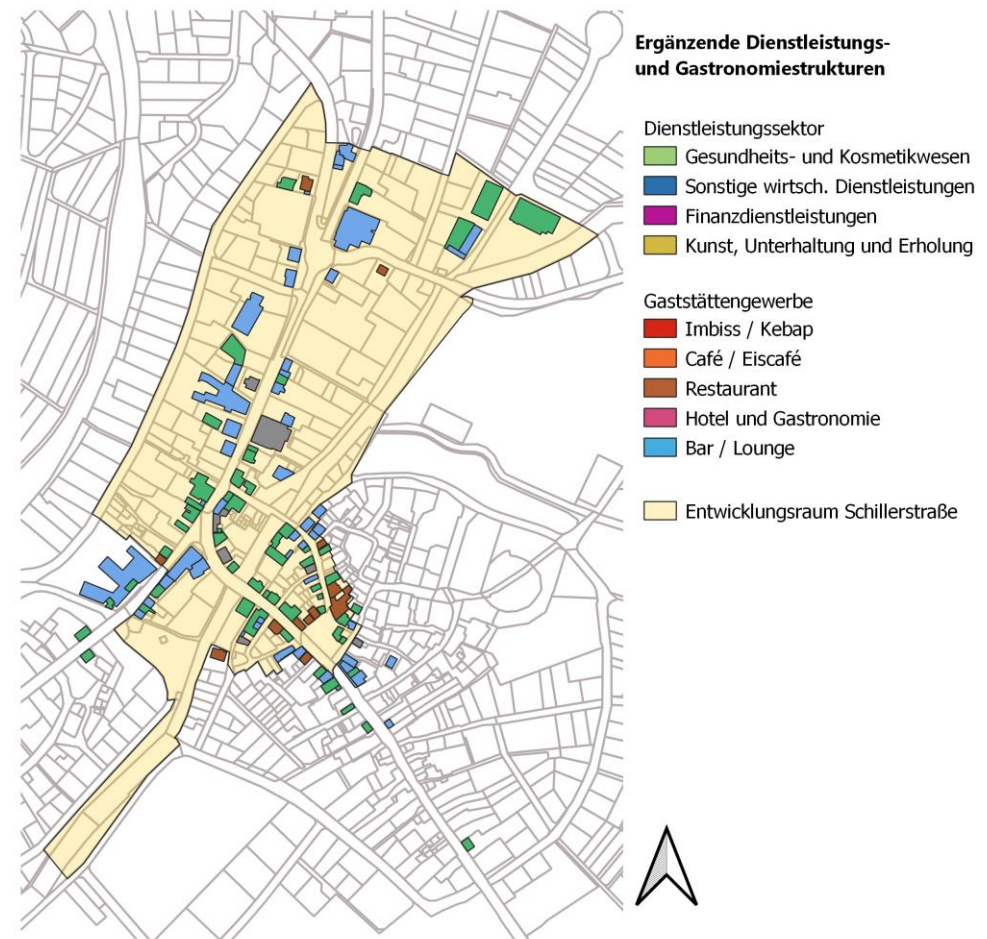 Ergänzende Dienstleistungs-
und Gastronomiestrukturen
Dienstleistungssektor
Gesundheits- und Kosmetikwesen
Sonstige wirtsch. Dienstleistungen
Finanzdienstleistungen
Kunst, Unterhaltung und Erholung
Gaststättengewerbe
Imbiss / Kebap
Café / Eiscafé
Restaurant
Hotel und Gastronomie
Bar / Lounge
Entwicklungsraum Schillerstraße